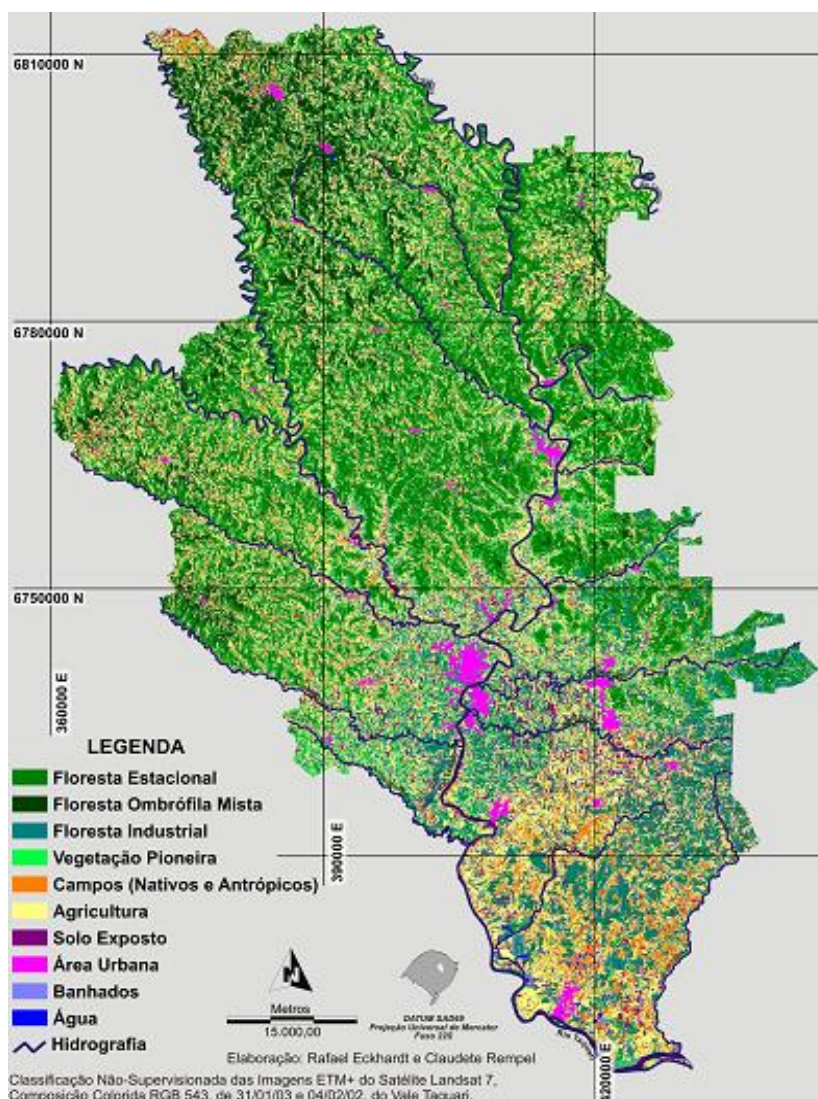 6810000 N
6780000 N
6750000 N
360000 E
390000 E
420000 E
LEGENDA
Floresta Estacional
Floresta Ombrófila Mista
Floresta Industrial
Vegetação Pioneira
Campos (Nativos e Antrópicos)
Agricultura
Solo Exposto
Área Urbana
Banhados
Água
Hidrografia
N
Metros
15.000,00
DATUM SAD69
Projeção Universal de Mercator
Fuso 22S
Rio Taquari
Elaboração: Rafael Eckhardt e Claudete Rempel
Classificação Não-Supervisionada das Imagens ETM+ do Satélite Landsat 7,
Composição Colorida RGB 543, de 31/01/03 e 04/02/02, do Vale Taquari.